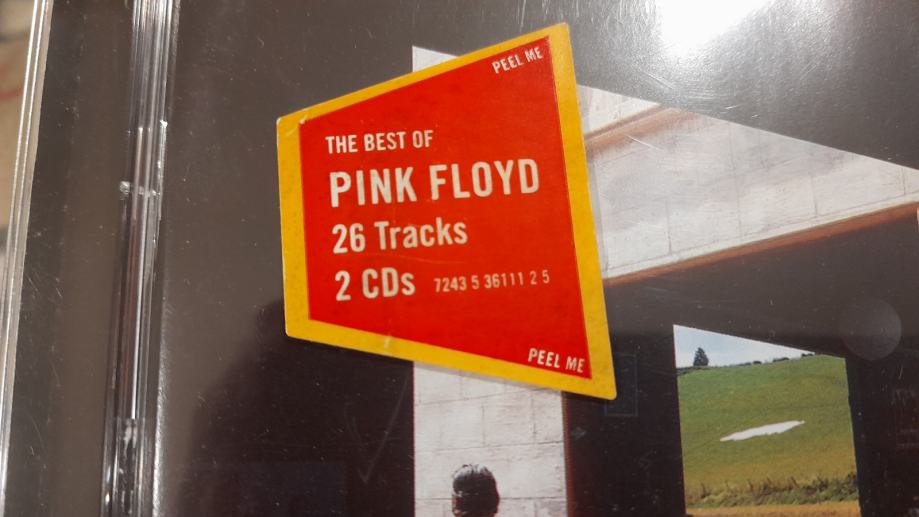 PEEL ME
THE BEST OF
PINK FLOYD
26 Tracks
2 CDs 7243 5 36111 2 5
PEEL ME